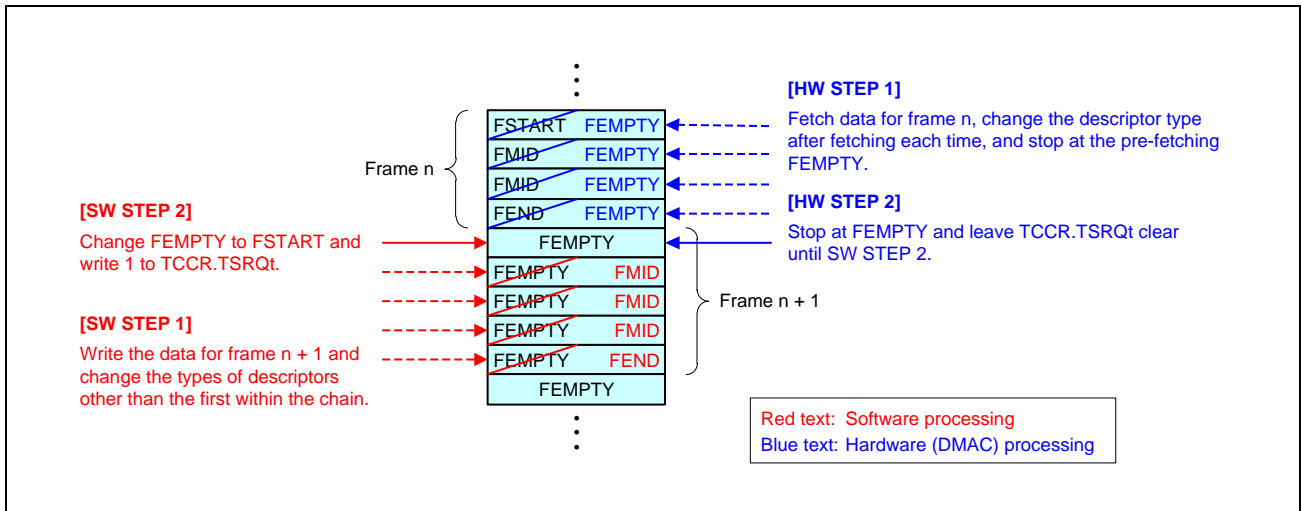 [HW STEP 1]
Fetch data for frame n, change the descriptor type
after fetching each time, and stop at the pre-fetching
FEMPTY.
FSTART FEMPTY
FMID FEMPTY
FMID FEMPTY
FEND FEMPTY
Frame n
[HW STEP 2]
Stop at FEMPTY and leave TCCR.TSRQt clear
until SW STEP 2.
[SW STEP 2]
Change FEMPTY to FSTART and
write 1 to TCCR.TSRQt.
FEMPTY
FEMPTY FMID
FEMPTY FMID
FEMPTY FMID
FEMPTY FEND
Frame n + 1
[SW STEP 1]
Write the data for frame n + 1 and
change the types of descriptors
other than the first within the chain.
FEMPTY
Red text: Software processing
Blue text: Hardware (DMAC) processing